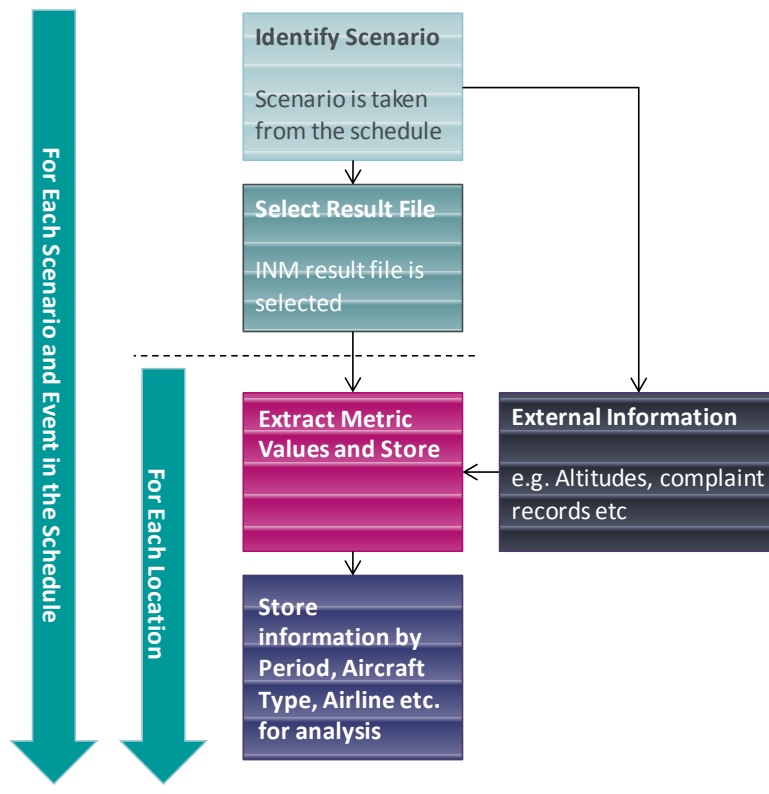 For Each Scenario and Event in the Schedule
For Each Location
Identify Scenario
Scenario is taken
from the schedule
Select Result File
INM result file is
selected
Extract Metric
Values and Store
External Information
e.g. Altitudes, complaint
records etc
Store
information by
Period, Aircraft
Type, Airline etc.
for analysis